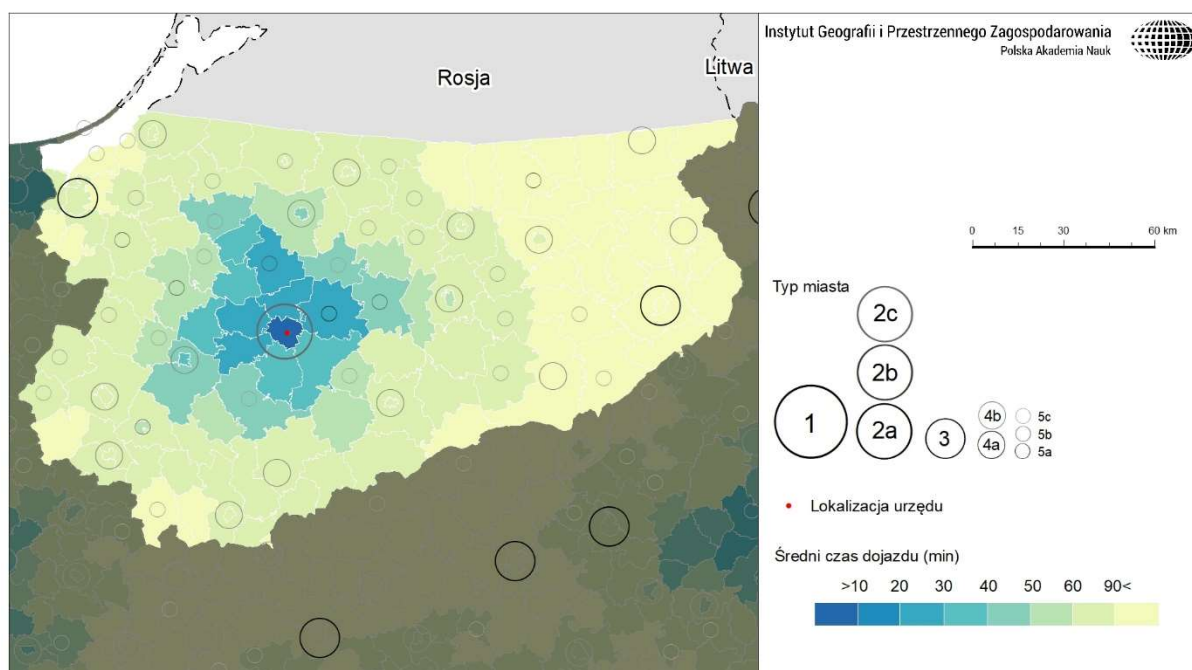 Instytut Geografii i Przestrzennego Zagospodarowania
Polska Akademia Nauk
Rosja
Litwa
0 15 30 60 km
Typ miasta
2c
2b
1
2a
3
4b
4a
5c
5b
5a
Lokalizacja urzędu
Średni czas dojazdu (min)
>10 20 30 40 50 60 90<